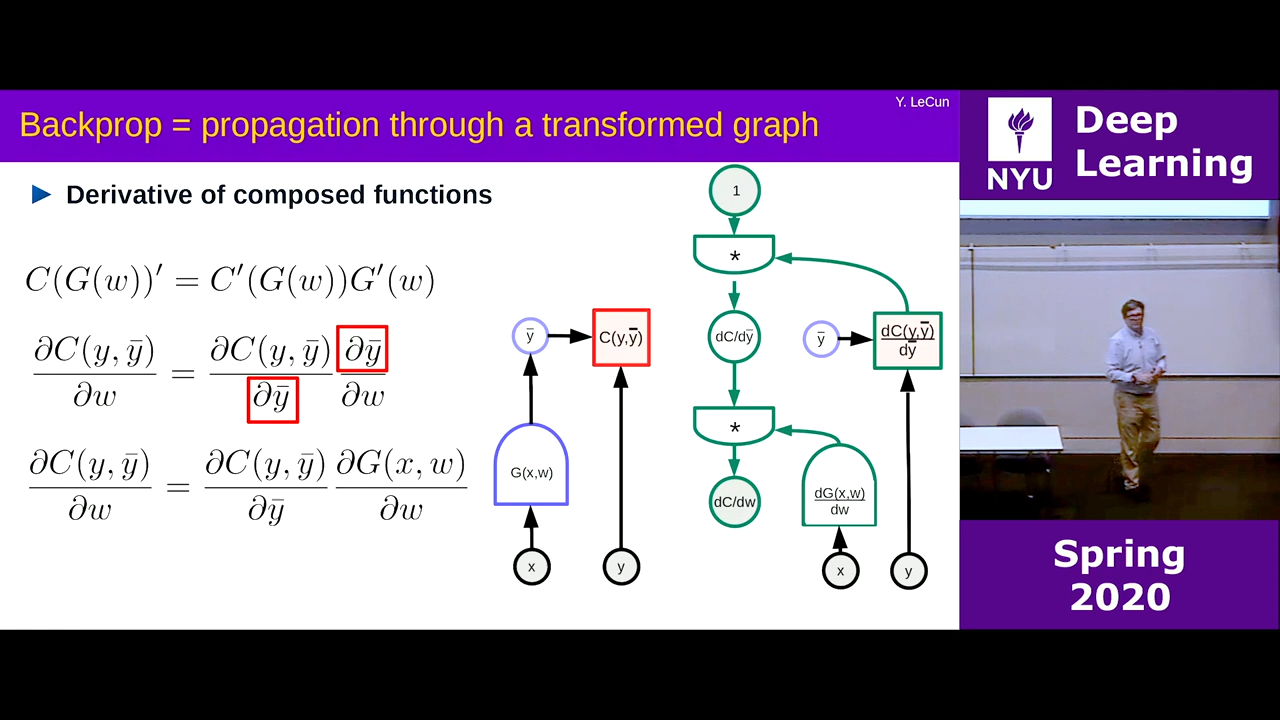 Y. LeCun
Backprop = propagation through a transformed graph
Derivative of composed functions
C(G(w))′ = C′(G(w))G′(w)
∂C(y, ȳ)/∂w = ∂C(y, ȳ)/∂ȳ ∂ȳ/∂w
∂C(y, ȳ)/∂w = ∂C(y, ȳ)/∂ȳ ∂G(x, w)/∂w
ȳ
C(y,ȳ)
G(x,w)
x
y
1
*
dC/dȳ
ȳ
dC(y,ȳ)
dȳ
*
dC/dw
dG(x,w)
dw
x
y
NYU
Deep
Learning
Spring
2020